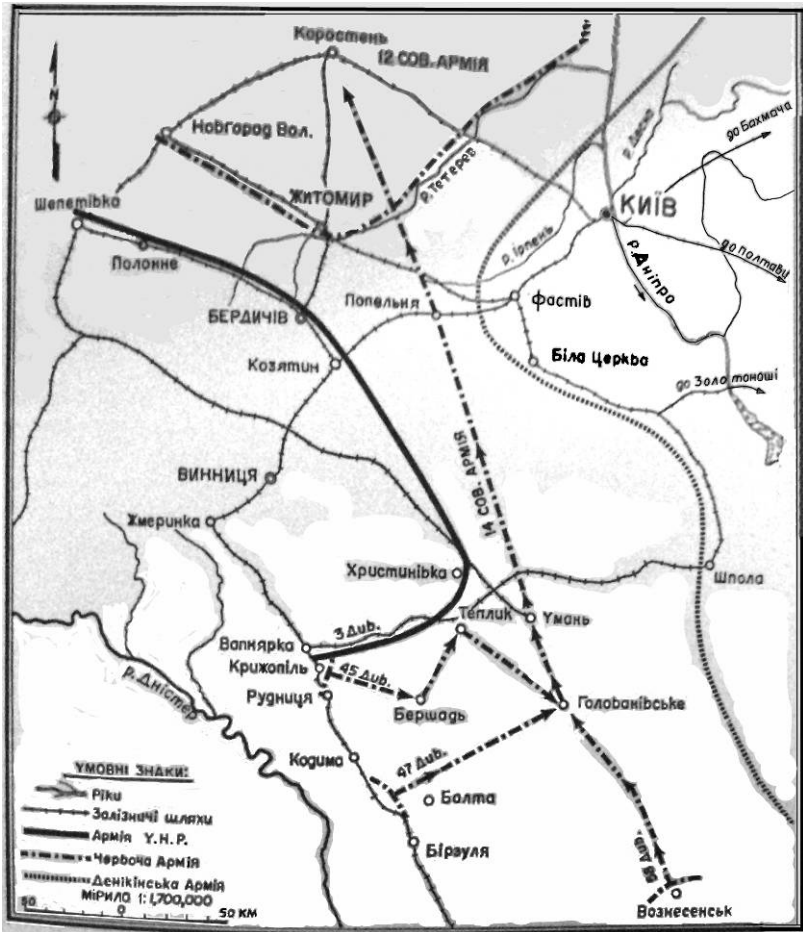 Коростень
12 СОВ. АРМІЯ
Новгород Вол.
ЖИТОМИР
р. Тетерев
р. Десна
до Бахмача
КИЇВ
до Полтави
р. Дніпро
р. Ірпень
Шепетівка
Полонне
БЕРДИЧІВ
Попельня
Фастів
Козятин
Біла Церква
до Золотоноші
14 СОВ. АРМІЯ
ВИННИЦЯ
Жмеринка
Христинівка
Шпола
Теплик
Умань
3 Див.
Вапнярка
Крижопіль
45 Див.
Рудниця
Бершадь
Голованівське
р. Дністер
Кодима
47 Див.
Балта
Бірзуля
58 Див.
Вознесенськ
N
УМОВНІ ЗНАКИ:
Ріки
Залізничі шляхи
Армія У.Н.Р.
Червоча Армія
Денікінська Армія
МІРИЛО 1:1,700,000
50 0 50 КМ